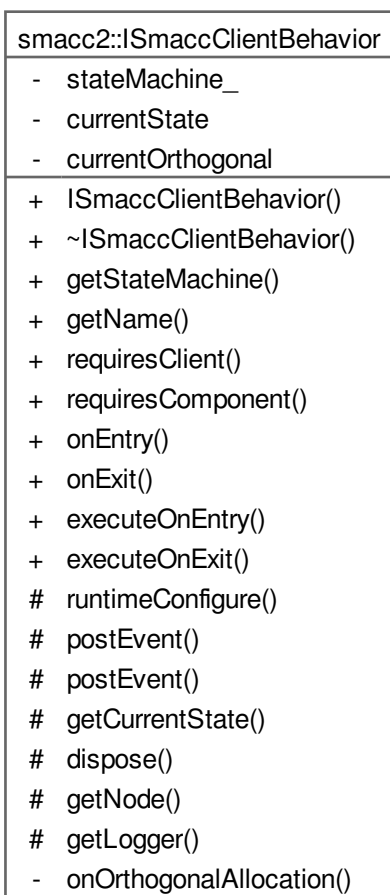 smacc2::ISmaccClientBehavior
- stateMachine_
- currentState
- currentOrthogonal
+ ISmaccClientBehavior()
+ ~ISmaccClientBehavior()
+ getStateMachine()
+ getName()
+ requiresClient()
+ requiresComponent()
+ onEntry()
+ onExit()
+ executeOnEntry()
+ executeOnExit()
# runtimeConfigure()
# postEvent()
# postEvent()
# getCurrentState()
# dispose()
# getNode()
# getLogger()
- onOrthogonalAllocation()